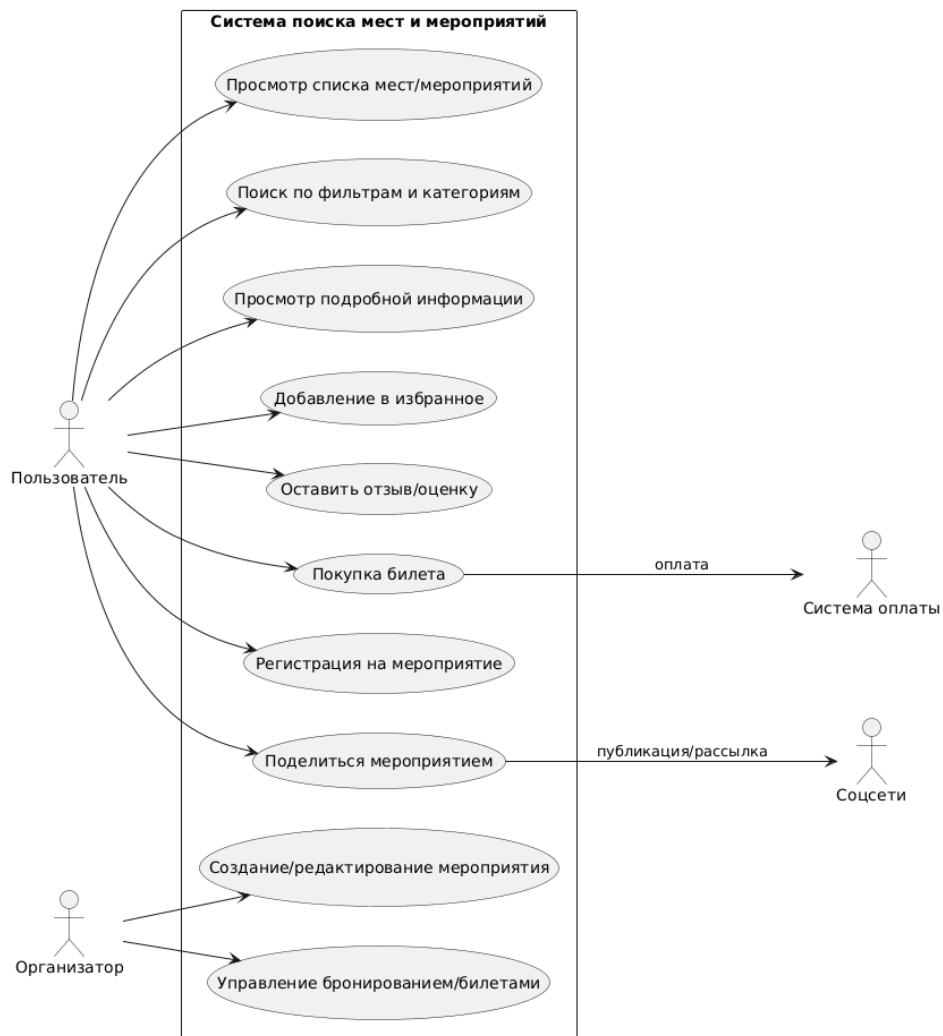 Система поиска мест и мероприятий
Просмотр списка мест/мероприятий
Поиск по фильтрам и категориям
Просмотр подробной информации
Добавление в избранное
Пользователь
Оставить отзыв/оценку
Покупка билета
оплата
Система оплаты
Регистрация на мероприятие
Поделиться мероприятием
публикация/рассылка
Соцсети
Создание/редактирование мероприятия
Организатор
Управление бронированием/билетами